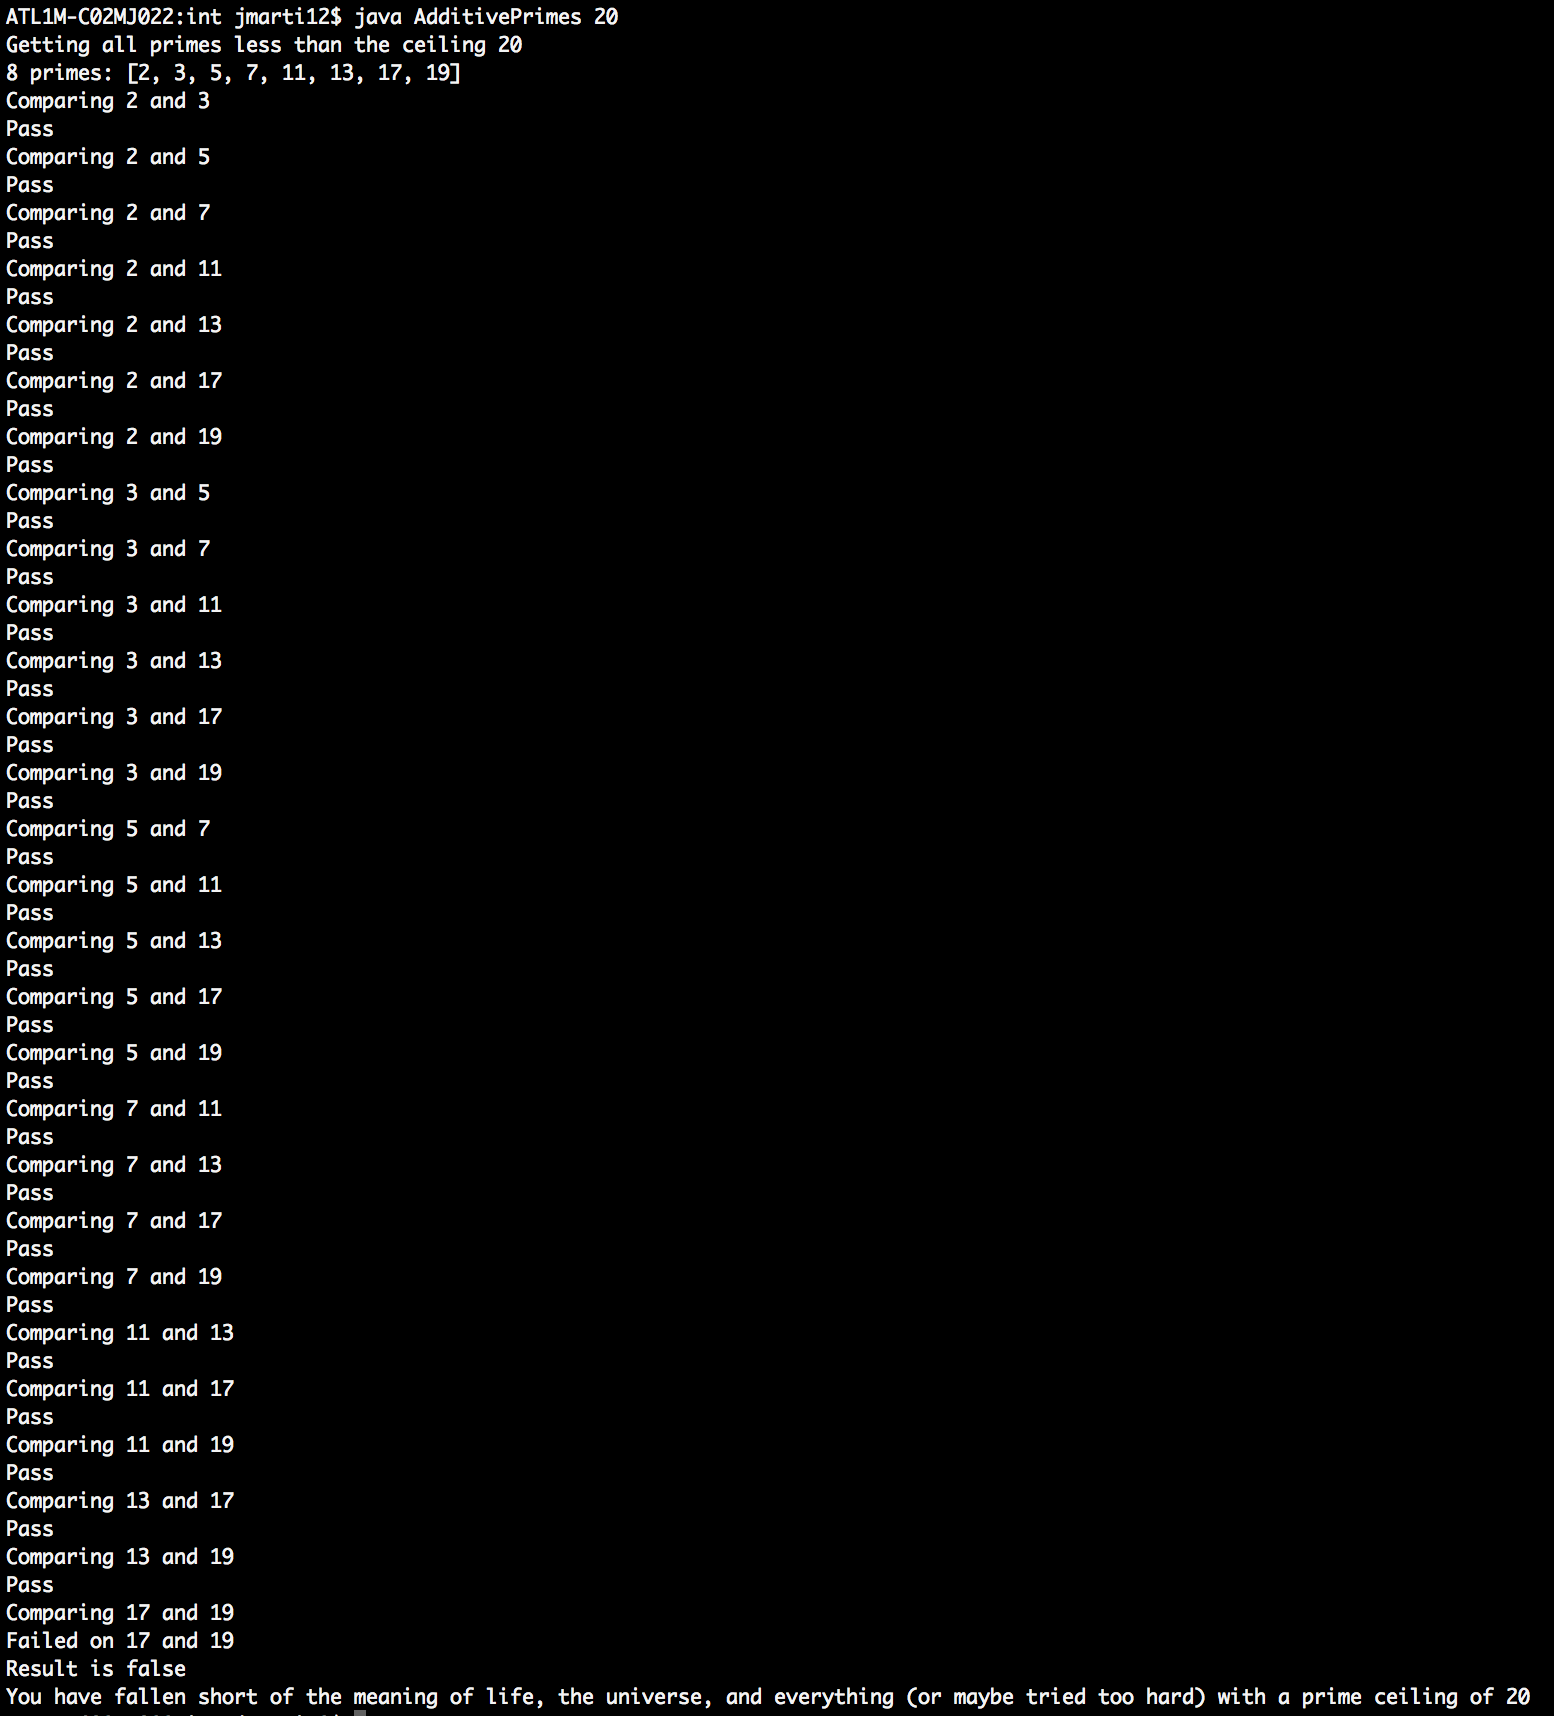 ATL1M-C02MJ022:int jmarti12$ java AdditivePrimes 20
Getting all primes less than the ceiling 20
8 primes: [2, 3, 5, 7, 11, 13, 17, 19]
Comparing 2 and 3
Pass
Comparing 2 and 5
Pass
Comparing 2 and 7
Pass
Comparing 2 and 11
Pass
Comparing 2 and 13
Pass
Comparing 2 and 17
Pass
Comparing 2 and 19
Pass
Comparing 3 and 5
Pass
Comparing 3 and 7
Pass
Comparing 3 and 11
Pass
Comparing 3 and 13
Pass
Comparing 3 and 17
Pass
Comparing 3 and 19
Pass
Comparing 5 and 7
Pass
Comparing 5 and 11
Pass
Comparing 5 and 13
Pass
Comparing 5 and 17
Pass
Comparing 5 and 19
Pass
Comparing 7 and 11
Pass
Comparing 7 and 13
Pass
Comparing 7 and 17
Pass
Comparing 7 and 19
Pass
Comparing 11 and 13
Pass
Comparing 11 and 17
Pass
Comparing 11 and 19
Pass
Comparing 13 and 17
Pass
Comparing 13 and 19
Pass
Comparing 17 and 19
Failed on 17 and 19
Result is false
You have fallen short of the meaning of life, the universe, and everything (or maybe tried too hard) with a prime ceiling of 20